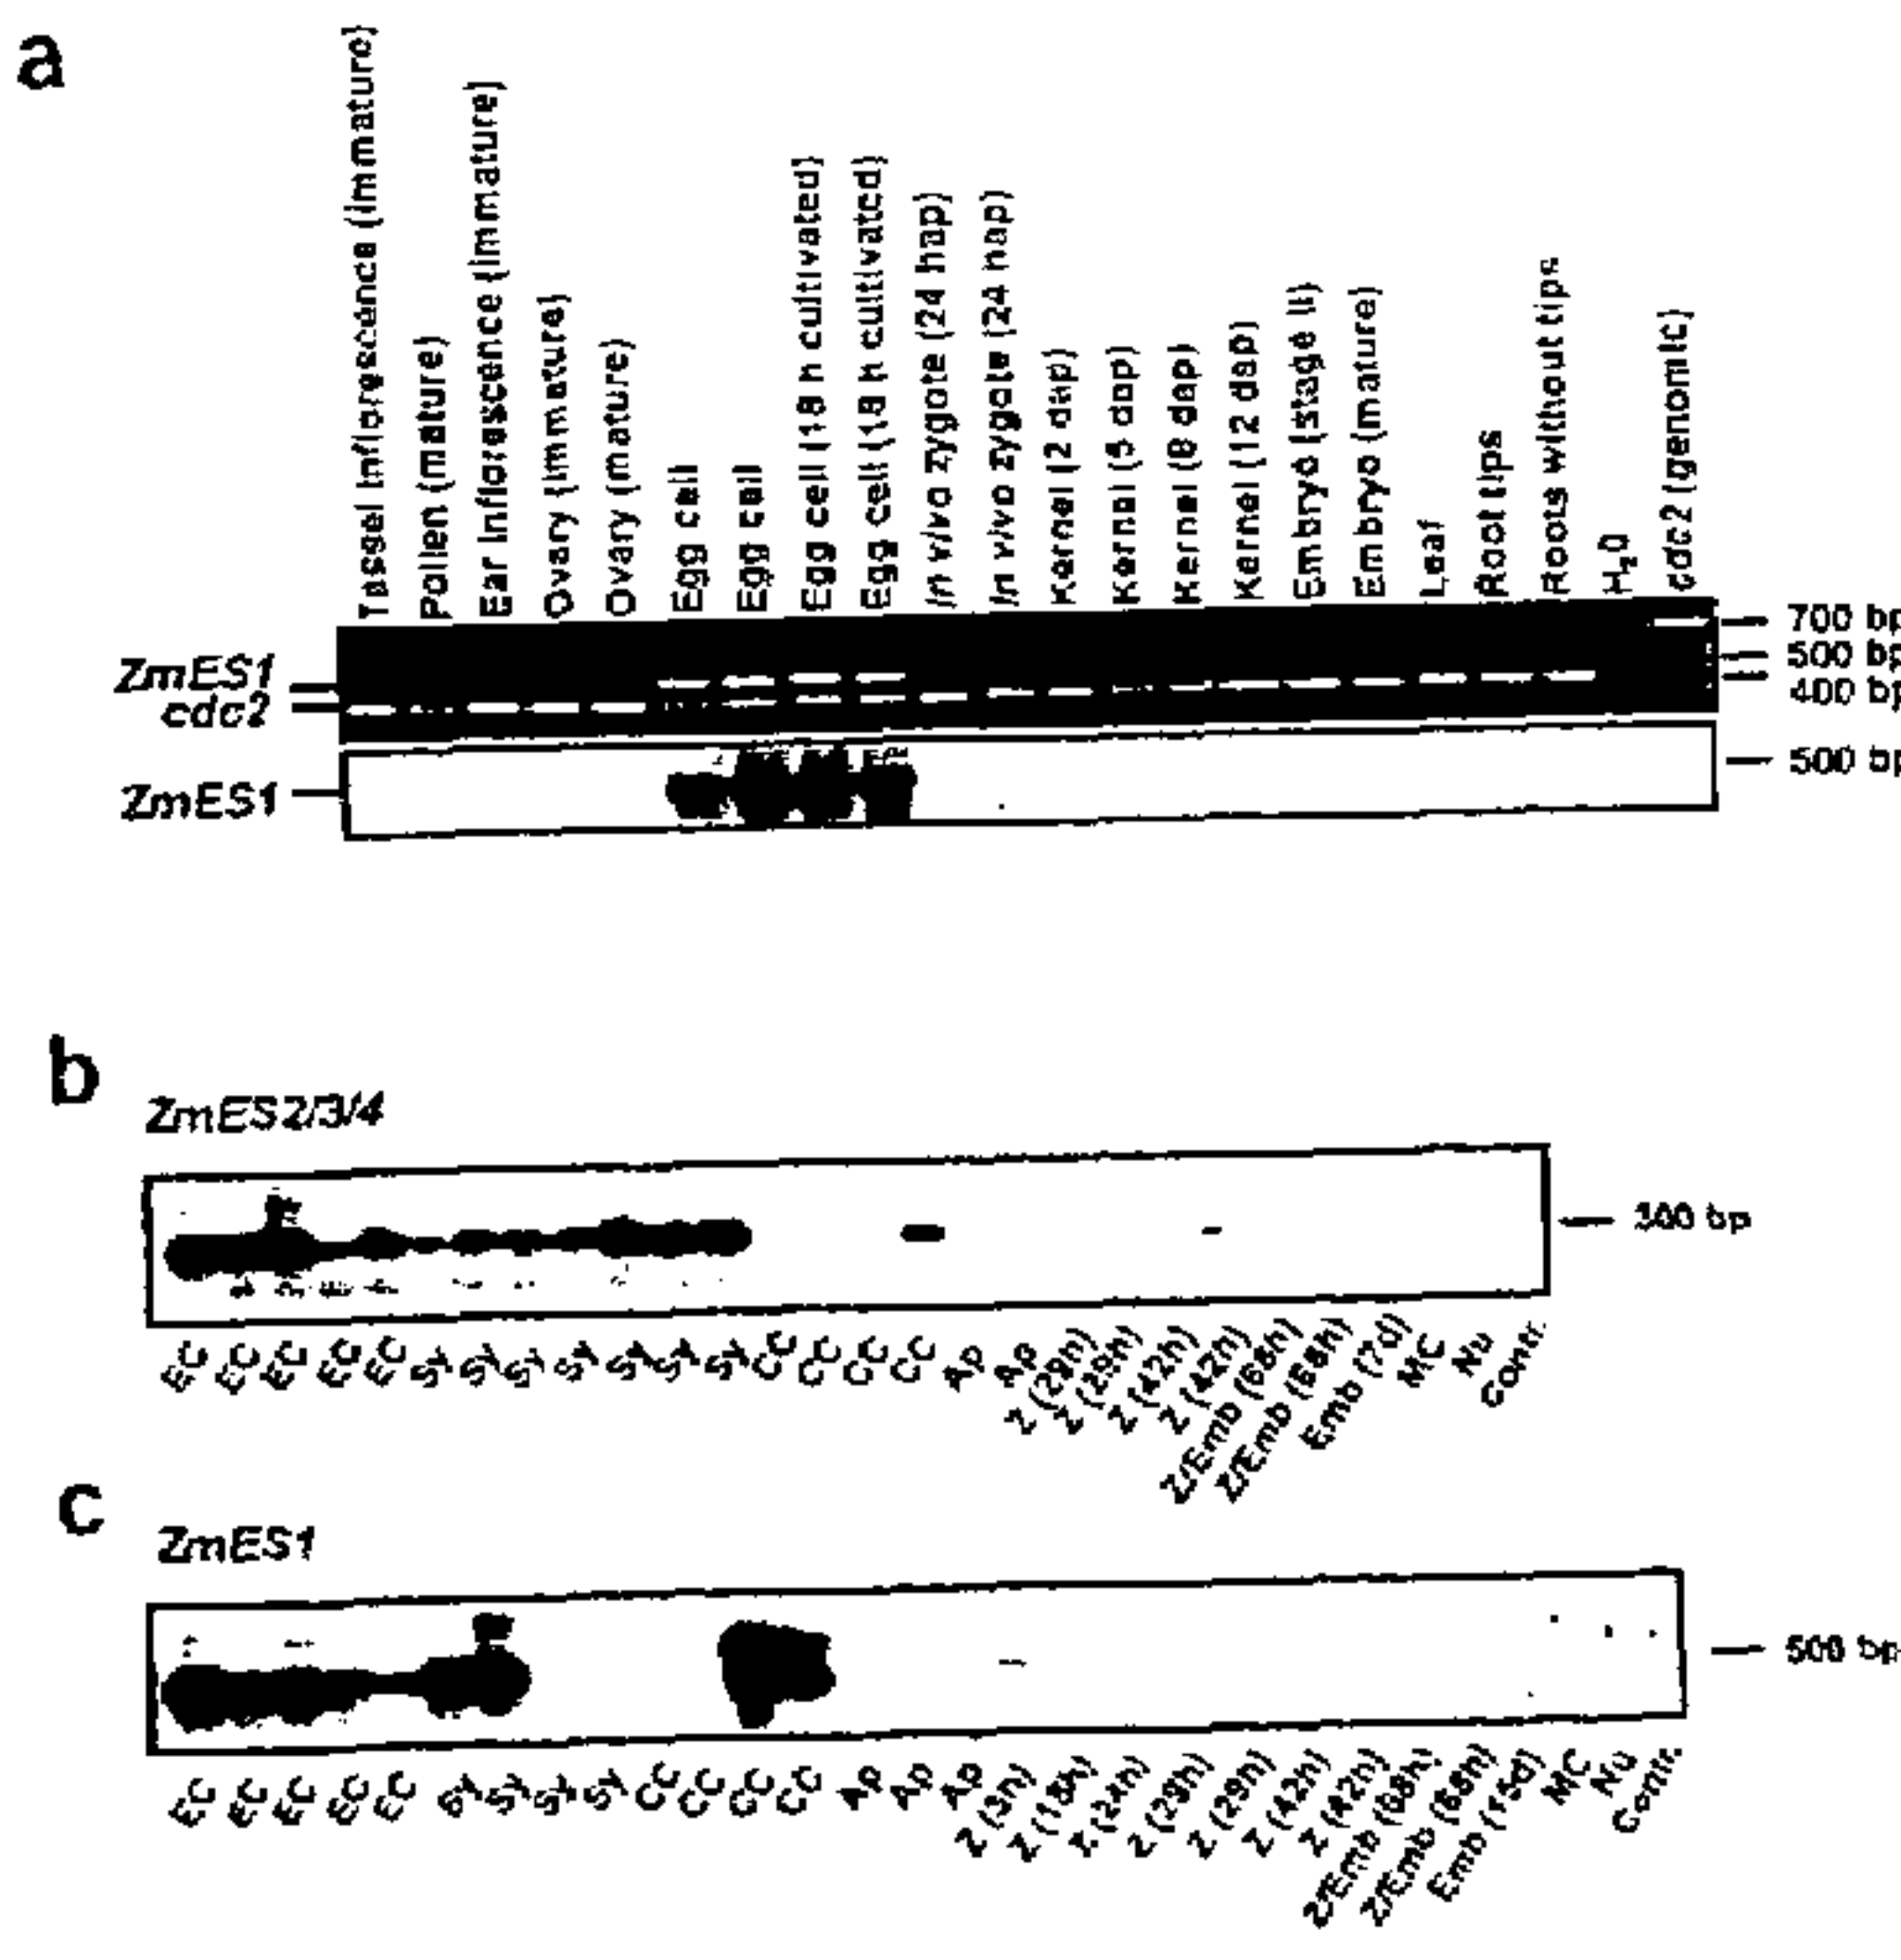 a
Tassel inflorescence (immature)
Pollen (mature)
Ear inflorescence (immature)
Ovary (immature)
Ovary (mature)
Egg cell
Egg cell
Egg cell (18 h cultivated)
Egg cell (18 h cultivated)
In vivo zygote (24 hap)
In vivo zygote (24 hap)
Kernel (2 dap)
Kernel (5 dap)
Kernel (8 dap)
Kernel (12 dap)
Embryo (stage II)
Embryo (mature)
Leaf
Root tips
Roots without tips
H₂O
cdc2 (genomic)
ZmES1
cdc2
700 bp
500 bp
400 bp
ZmES1
500 bp
b
ZmES2/3/4
300 bp
EC
EC
EC
EC
EC
Sy
Sy
Sy
Sy
Sy
Sy
Sy
CC
CC
CC
CC
Ap
Ap
Z (29h)
Z (29h)
Z (42h)
Z (42h)
Z/Emb (68h)
Z/Emb (68h)
Emb (7d)
MC
Nu
Contr.
c
ZmES1
500 bp
EC
EC
EC
EC
EC
Sy
Sy
Sy
Sy
CC
CC
CC
CC
Ap
Ap
Ap
Z (3h)
Z (18h)
Z (24h)
Z (29h)
Z (29h)
Z (42h)
Z (42h)
Z/Emb (68h)
Z/Emb (68h)
Emb (15d)
MC
Nu
Contr.